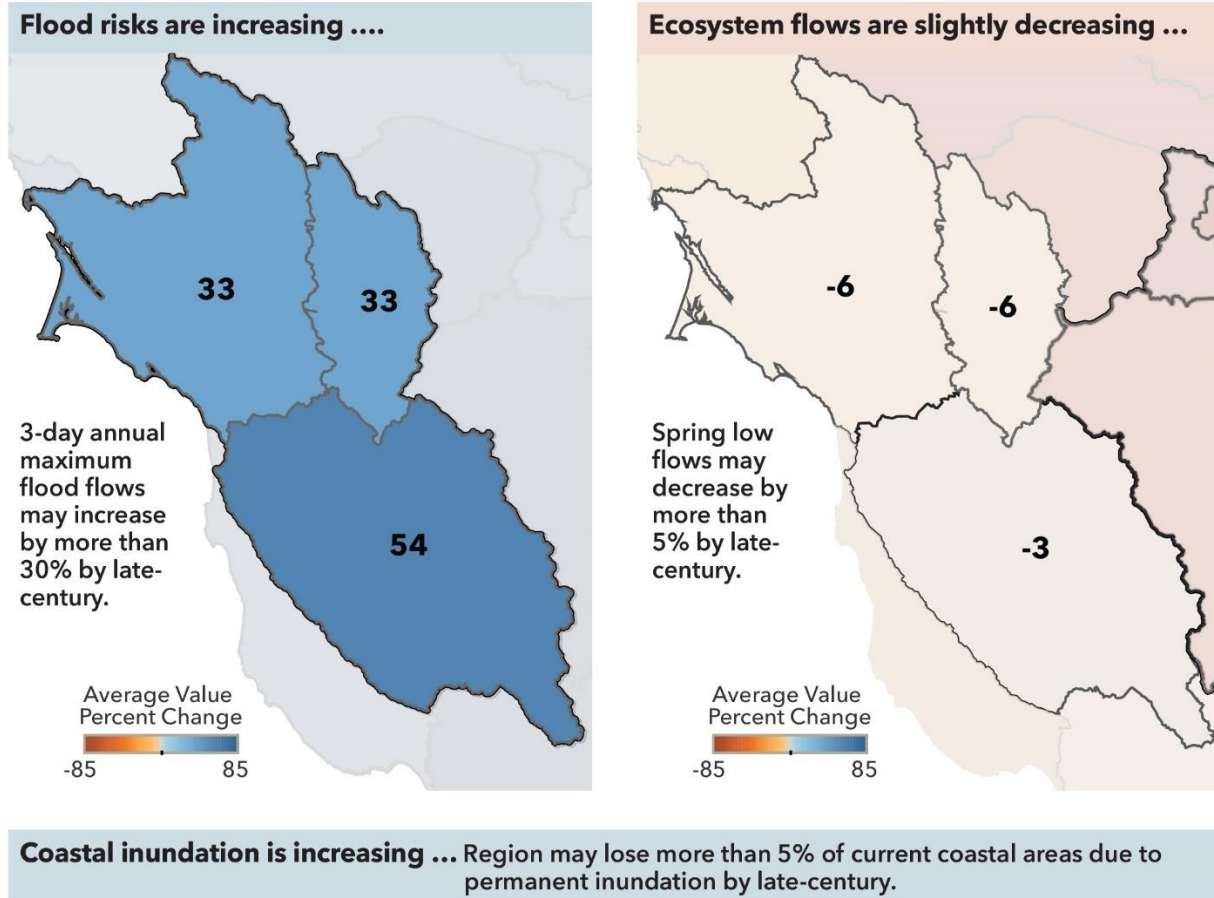 Flood risks are increasing ....
33
33
54
3-day annual
maximum
flood flows
may increase
by more than
30% by late-
century.
Average Value
Percent Change
-85 85
Ecosystem flows are slightly decreasing ...
-6
-6
-3
Spring low
flows may
decrease by
more than
5% by late-
century.
Average Value
Percent Change
-85 85
Coastal inundation is increasing ... Region may lose more than 5% of current coastal areas due to
permanent inundation by late-century.